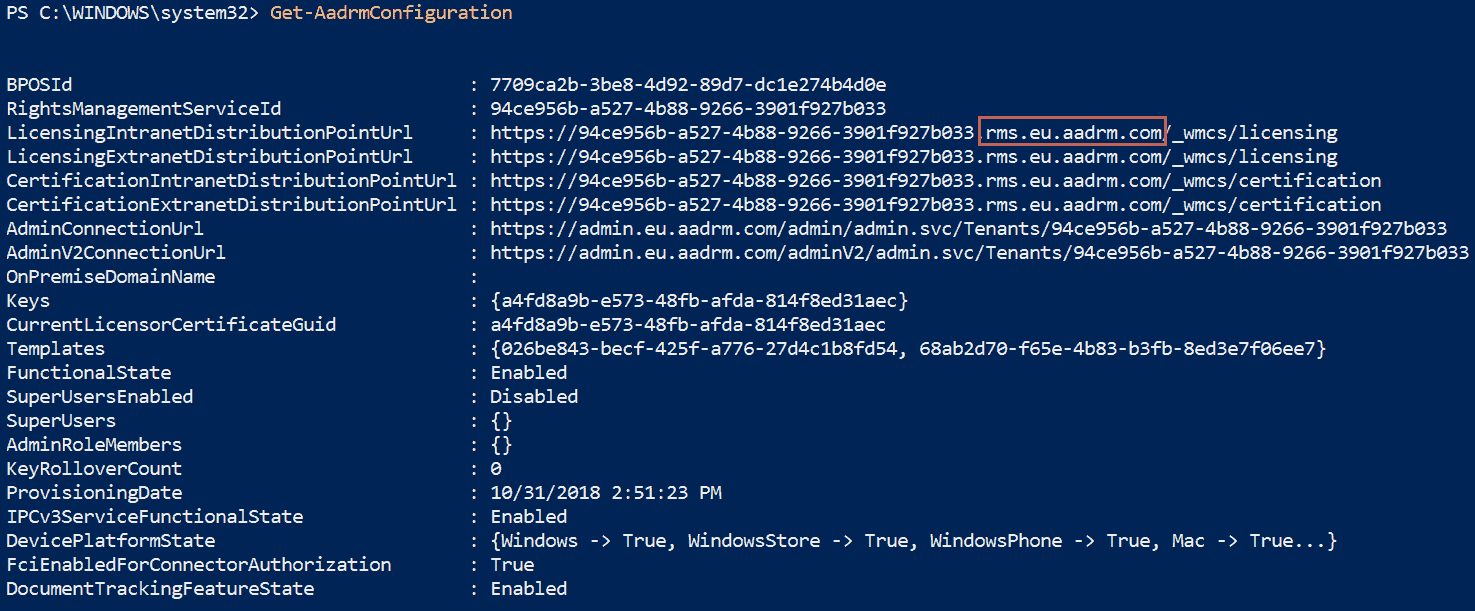 PS C:\WINDOWS\system32> Get-AadrmConfiguration
BPOSId : 7709ca2b-3be8-4d92-89d7-dc1e274b4d0e
RightsManagementServiceId : 94ce956b-a527-4b88-9266-3901f927b033
LicensingIntranetDistributionPointUrl : https://94ce956b-a527-4b88-9266-3901f927b033.rms.eu.aadrm.com/_wmcs/licensing
LicensingExtranetDistributionPointUrl : https://94ce956b-a527-4b88-9266-3901f927b033.rms.eu.aadrm.com/_wmcs/licensing
CertificationIntranetDistributionPointUrl : https://94ce956b-a527-4b88-9266-3901f927b033.rms.eu.aadrm.com/_wmcs/certification
CertificationExtranetDistributionPointUrl : https://94ce956b-a527-4b88-9266-3901f927b033.rms.eu.aadrm.com/_wmcs/certification
AdminConnectionUrl : https://admin.eu.aadrm.com/admin/admin.svc/Tenants/94ce956b-a527-4b88-9266-3901f927b033
AdminV2ConnectionUrl : https://admin.eu.aadrm.com/adminV2/admin.svc/Tenants/94ce956b-a527-4b88-9266-3901f927b033
OnPremiseDomainName :
Keys : {a4fd8a9b-e573-48fb-afda-814f8ed31aec}
CurrentLicensorCertificateGuid : a4fd8a9b-e573-48fb-afda-814f8ed31aec
Templates : {026be843-becf-425f-a776-27d4c1b8fd54, 68ab2d70-f65e-4b83-b3fb-8ed3e7f06ee7}
FunctionalState : Enabled
SuperUsersEnabled : Disabled
SuperUsers : {}
AdminRoleMembers : {}
KeyRolloverCount : 0
ProvisioningDate : 10/31/2018 2:51:23 PM
IPCv3ServiceFunctionalState : Enabled
DevicePlatformState : {Windows -> True, WindowsStore -> True, WindowsPhone -> True, Mac -> True...}
FciEnabledForConnectorAuthorization : True
DocumentTrackingFeatureState : Enabled